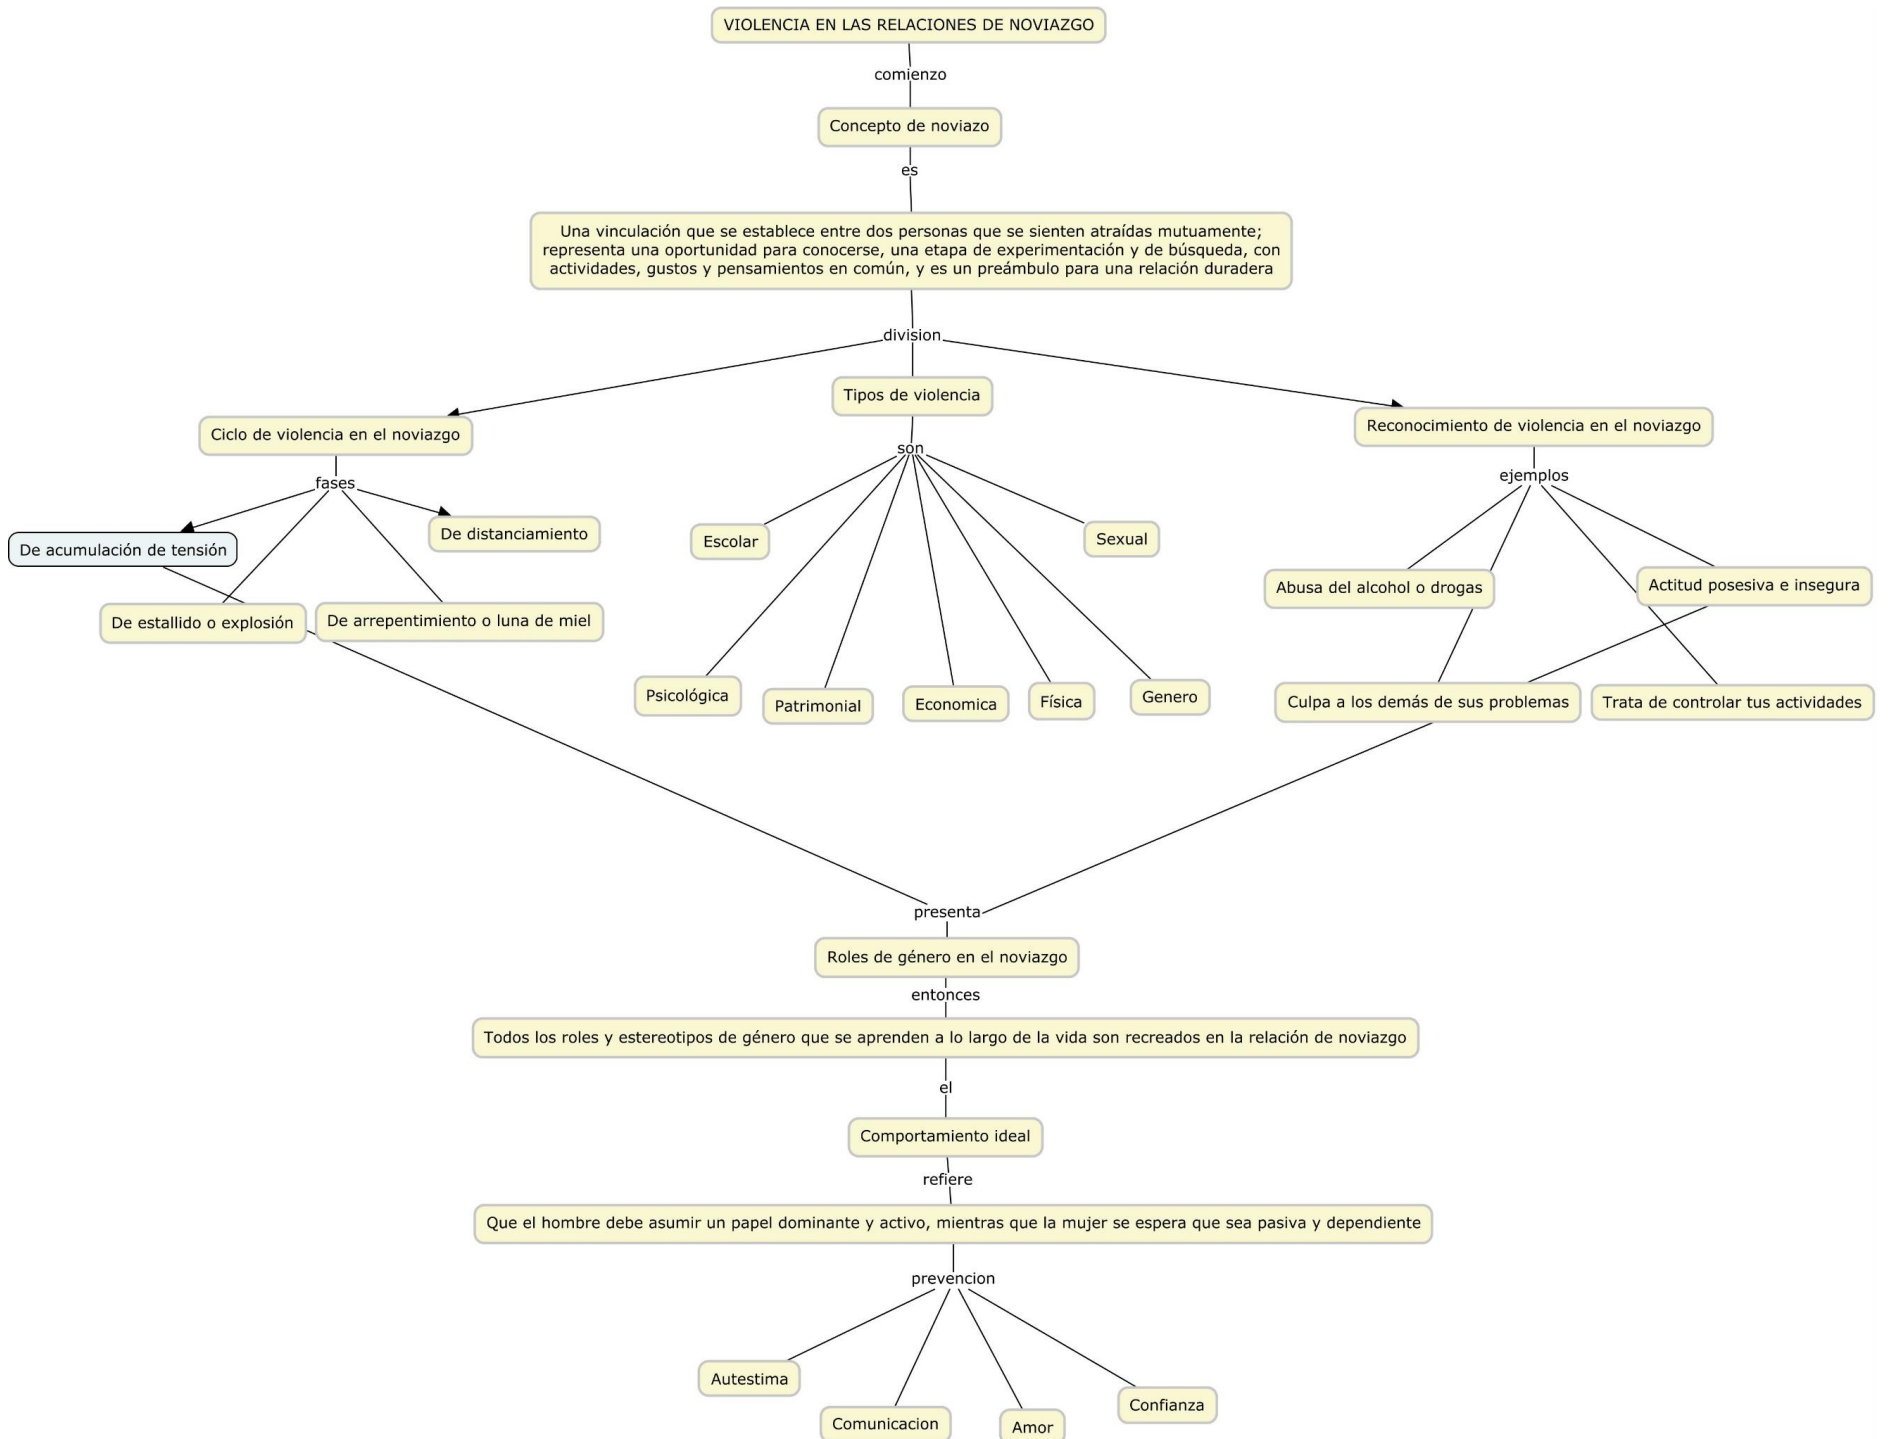 VIOLENCIA EN LAS RELACIONES DE NOVIAZGO
comienzo
Concepto de noviazo
es
Una vinculación que se establece entre dos personas que se sienten atraídas mutuamente;
representa una oportunidad para conocerse, una etapa de experimentación y de búsqueda, con
actividades, gustos y pensamientos en común, y es un preámbulo para una relación duradera
division
Ciclo de violencia en el noviazgo
fases
De acumulación de tensión
De distanciamiento
De estallido o explosión
De arrepentimiento o luna de miel
Tipos de violencia
son
Escolar
Sexual
Psicológica
Patrimonial
Economica
Física
Genero
Reconocimiento de violencia en el noviazgo
ejemplos
Abusa del alcohol o drogas
Actitud posesiva e insegura
Culpa a los demás de sus problemas
Trata de controlar tus actividades
presenta
Roles de género en el noviazgo
entonces
Todos los roles y estereotipos de género que se aprenden a lo largo de la vida son recreados en la relación de noviazgo
el
Comportamiento ideal
refiere
Que el hombre debe asumir un papel dominante y activo, mientras que la mujer se espera que sea pasiva y dependiente
prevencion
Autestima
Comunicacion
Amor
Confianza